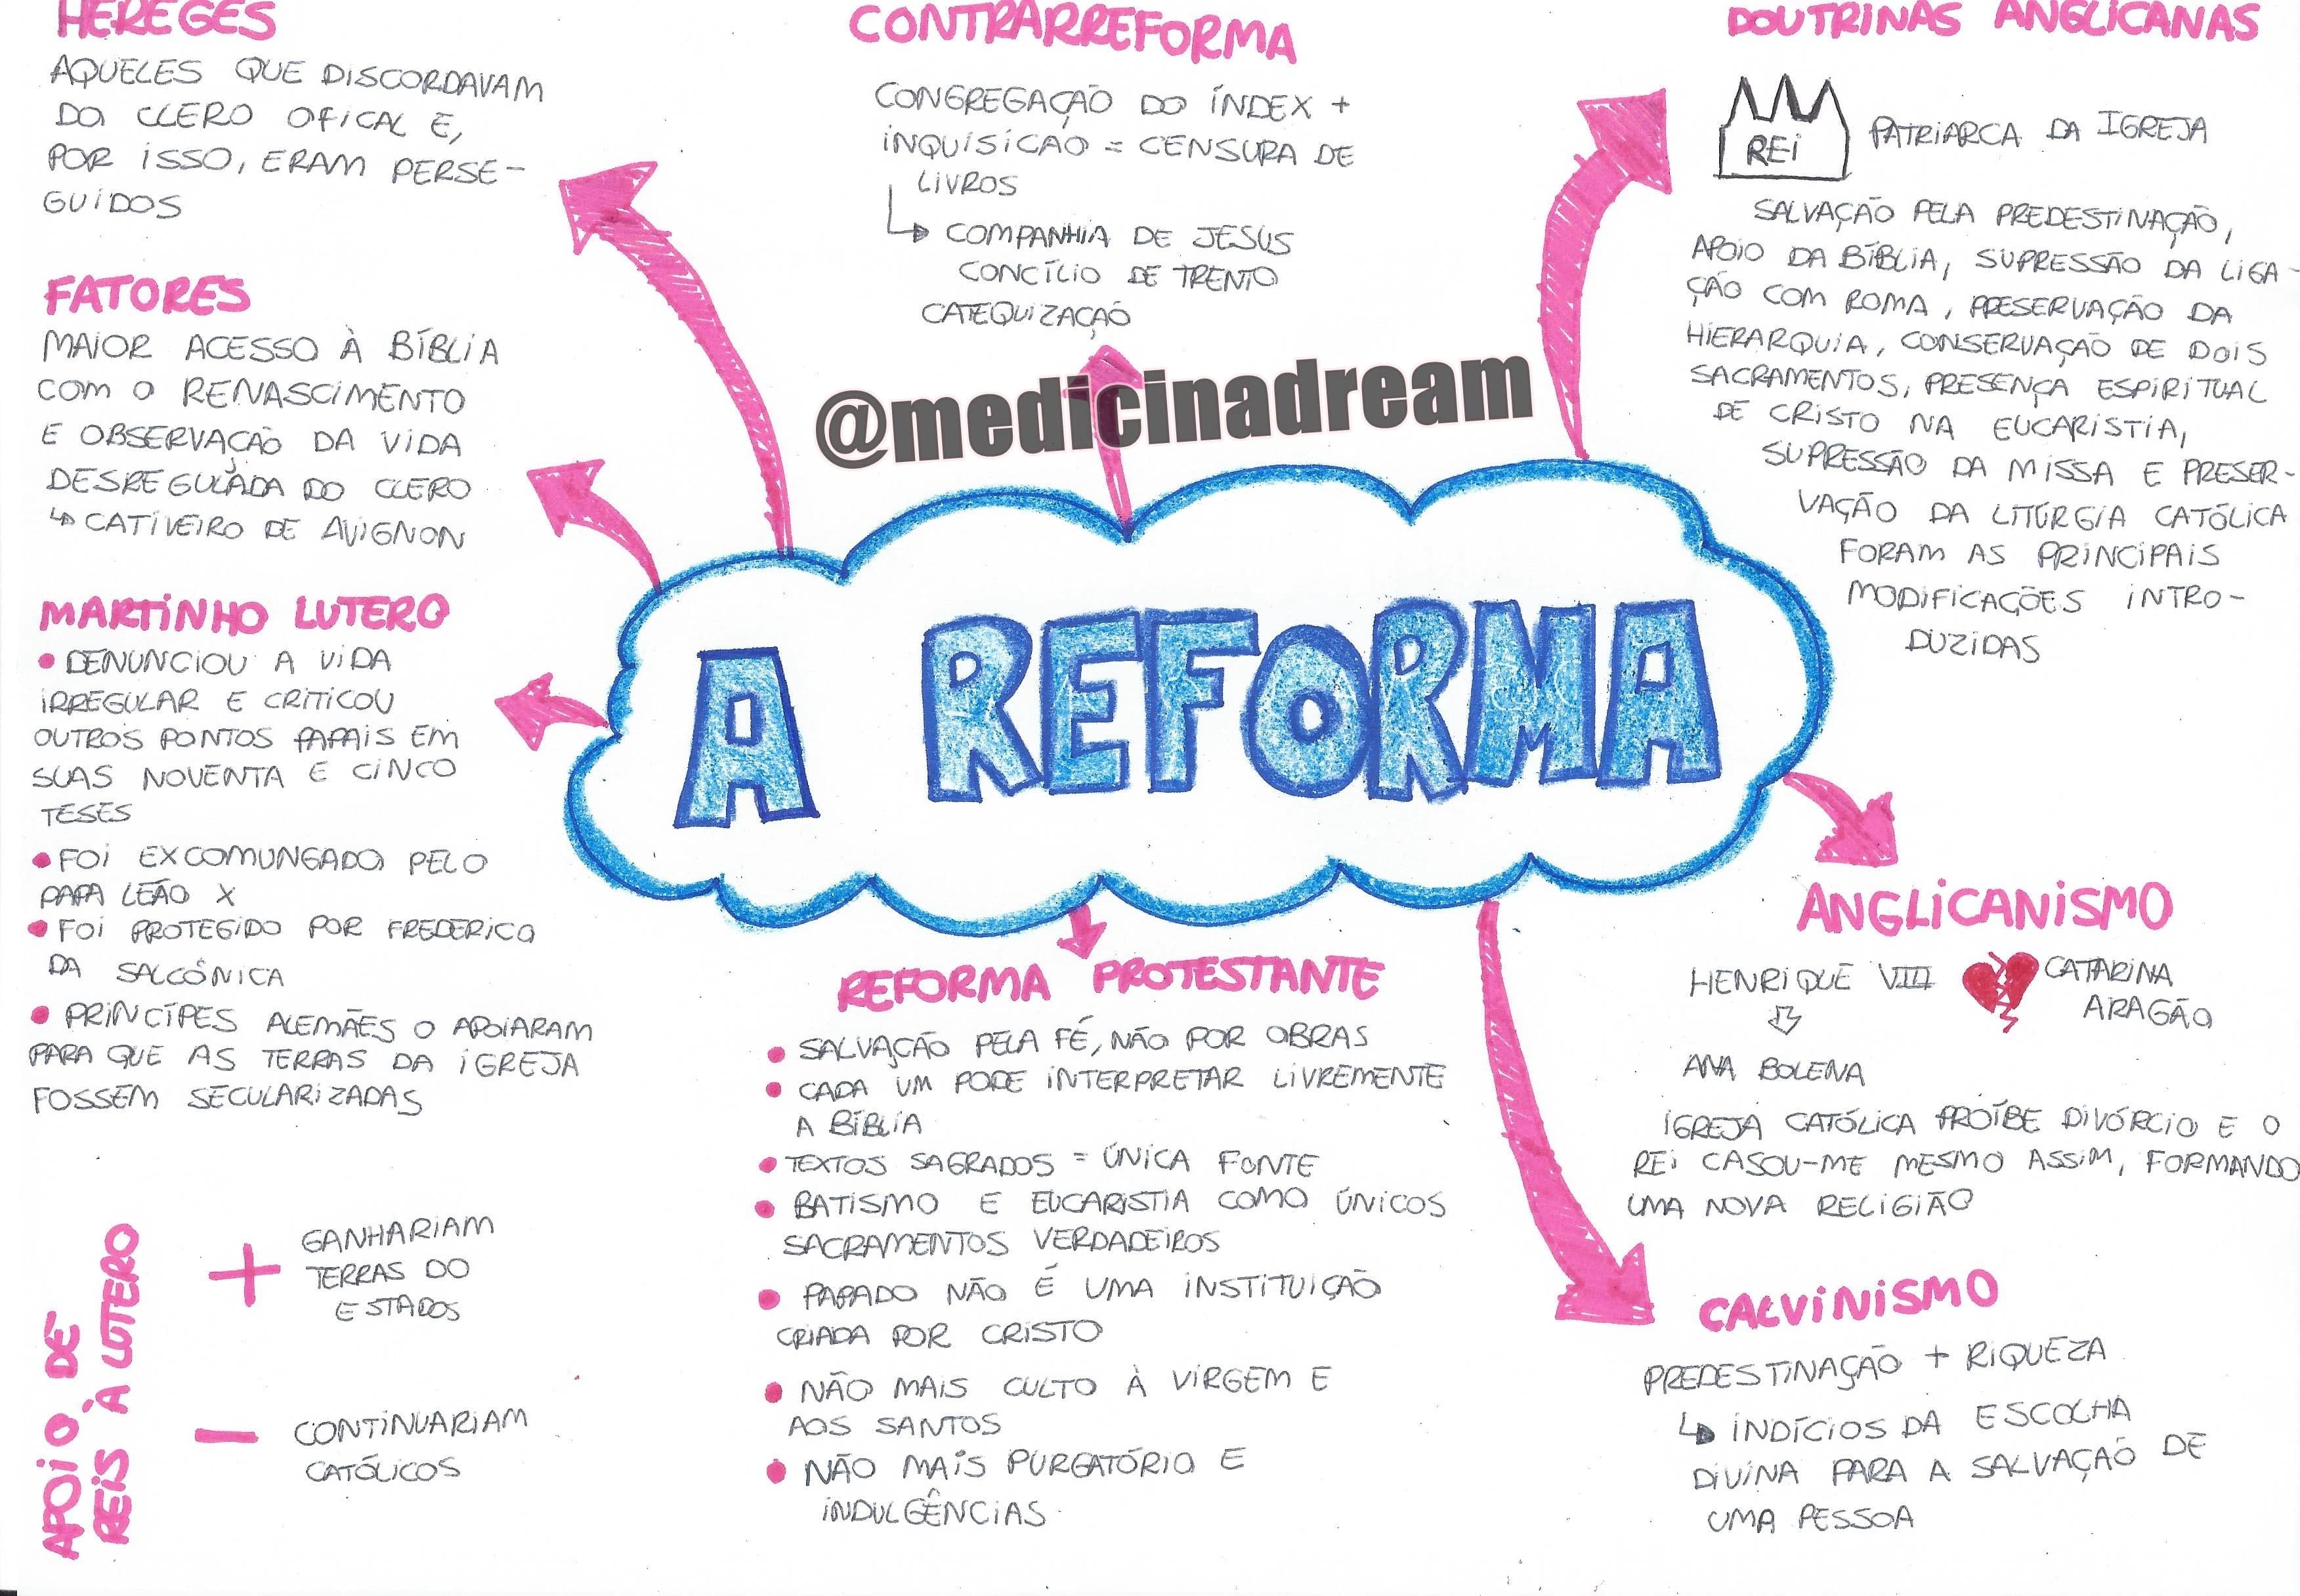 HEREGES
AQUELES QUE DISCORDAVAM
DO CLERO OFICAL E,
POR ISSO, ERAM PERSE-
GUIDOS
FATORES
MAIOR ACESSO À BÍBLIA
COM O RENASCIMENTO
E OBSERVAÇÃO DA VIDA
DESREGULADA DO CLERO
↳ CATIVEIRO DE AVIGNON
MARTINHO LUTERO
• DENUNCIOU A VIDA
IRREGULAR E CRITICOU
OUTROS PONTOS PAPAIS EM
SUAS NOVENTA E CINCO
TESES
• FOI EXCOMUNGADO PELO
PAPA LEÃO X
• FOI PROTEGIDO POR FREDERICO
DA SALCÔNICA
• PRINCÍPES ALEMÃES O APOIARAM
PARA QUE AS TERRAS DA IGREJA
FOSSEM SECULARIZADAS
APOIO DE
REIS À LUTERO
+ GANHARIAM
TERRAS DO
ESTADOS
- CONTINUARIAM
CATÓLICOS
CONTRARREFORMA
CONGREGAÇÃO DO ÍNDEX +
INQUISICÃO = CENSURA DE
LIVROS
↳ COMPANHIA DE JESUS
CONCÍLIO DE TRENTO
CATEQUIZAÇÃO
@medicinadream
A REFORMA
REFORMA PROTESTANTE
• SALVAÇÃO PELA FÉ, NÃO POR OBRAS
• CADA UM PODE INTERPRETAR LIVREMENTE
A BÍBLIA
• TEXTOS SAGRADOS = ÚNICA FONTE
• BATISMO E EUCARISTIA COMO ÚNICOS
SACRAMENTOS VERDADEIROS
• PAPADO NÃO É UMA INSTITUIÇÃO
CRIADA POR CRISTO
• NÃO MAIS CULTO À VIRGEM E
AOS SANTOS
• NÃO MAIS PURGATÓRIO E
INDULGÊNCIAS
DOUTRINAS ANGLICANAS
REI PATRIARCA DA IGREJA
SALVAÇÃO PELA PREDESTINAÇÃO,
APOIO DA BÍBLIA, SUPRESSÃO DA LIGA-
ÇÃO COM ROMA, PRESERVAÇÃO DA
HIERARQUIA, CONSERVAÇÃO DE DOIS
SACRAMENTOS, PRESENÇA ESPIRITUAL
DE CRISTO NA EUCARISTIA,
SUPRESSÃO DA MISSA E PRESER-
VAÇÃO DA LITÚRGIA CATÓLICA
FORAM AS PRINCIPAIS
MODIFICAÇÕES INTRO-
DUZIDAS
ANGLICANISMO
HENRIQUE VIII CATARINA
ARAGÃO
ANA BOLENA
IGREJA CATÓLICA PROÍBE DIVÓRCIO E O
REI CASOU-ME MESMO ASSIM, FORMANDO
UMA NOVA RELIGIÃO
CALVINISMO
PREDESTINAÇÃO + RIQUEZA
↳ INDÍCIOS DA ESCOLHA
DIVINA PARA A SALVAÇÃO DE
UMA PESSOA